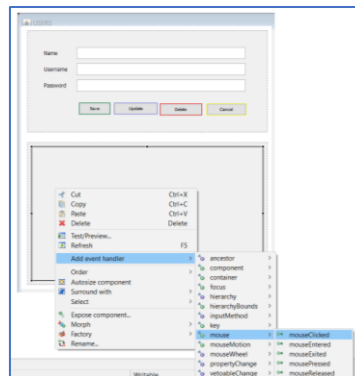 USERS
Name
Username
Password
Save Update Delete Cancel
Cut Ctrl+X
Copy Ctrl+C
Paste Ctrl+V
Delete Delete
Test/Preview...
Refresh F5
Add event handler
Order
Autosize component
Surround with
Select
Expose component...
Morph
Factory
Rename...
ancestor
component
container
focus
hierarchy
hierarchyBounds
inputMethod
key
mouse
mouseMotion
mouseWheel
propertyChange
vetoableChange
mouseClicked
mouseEntered
mouseExited
mousePressed
mouseReleased
Writable